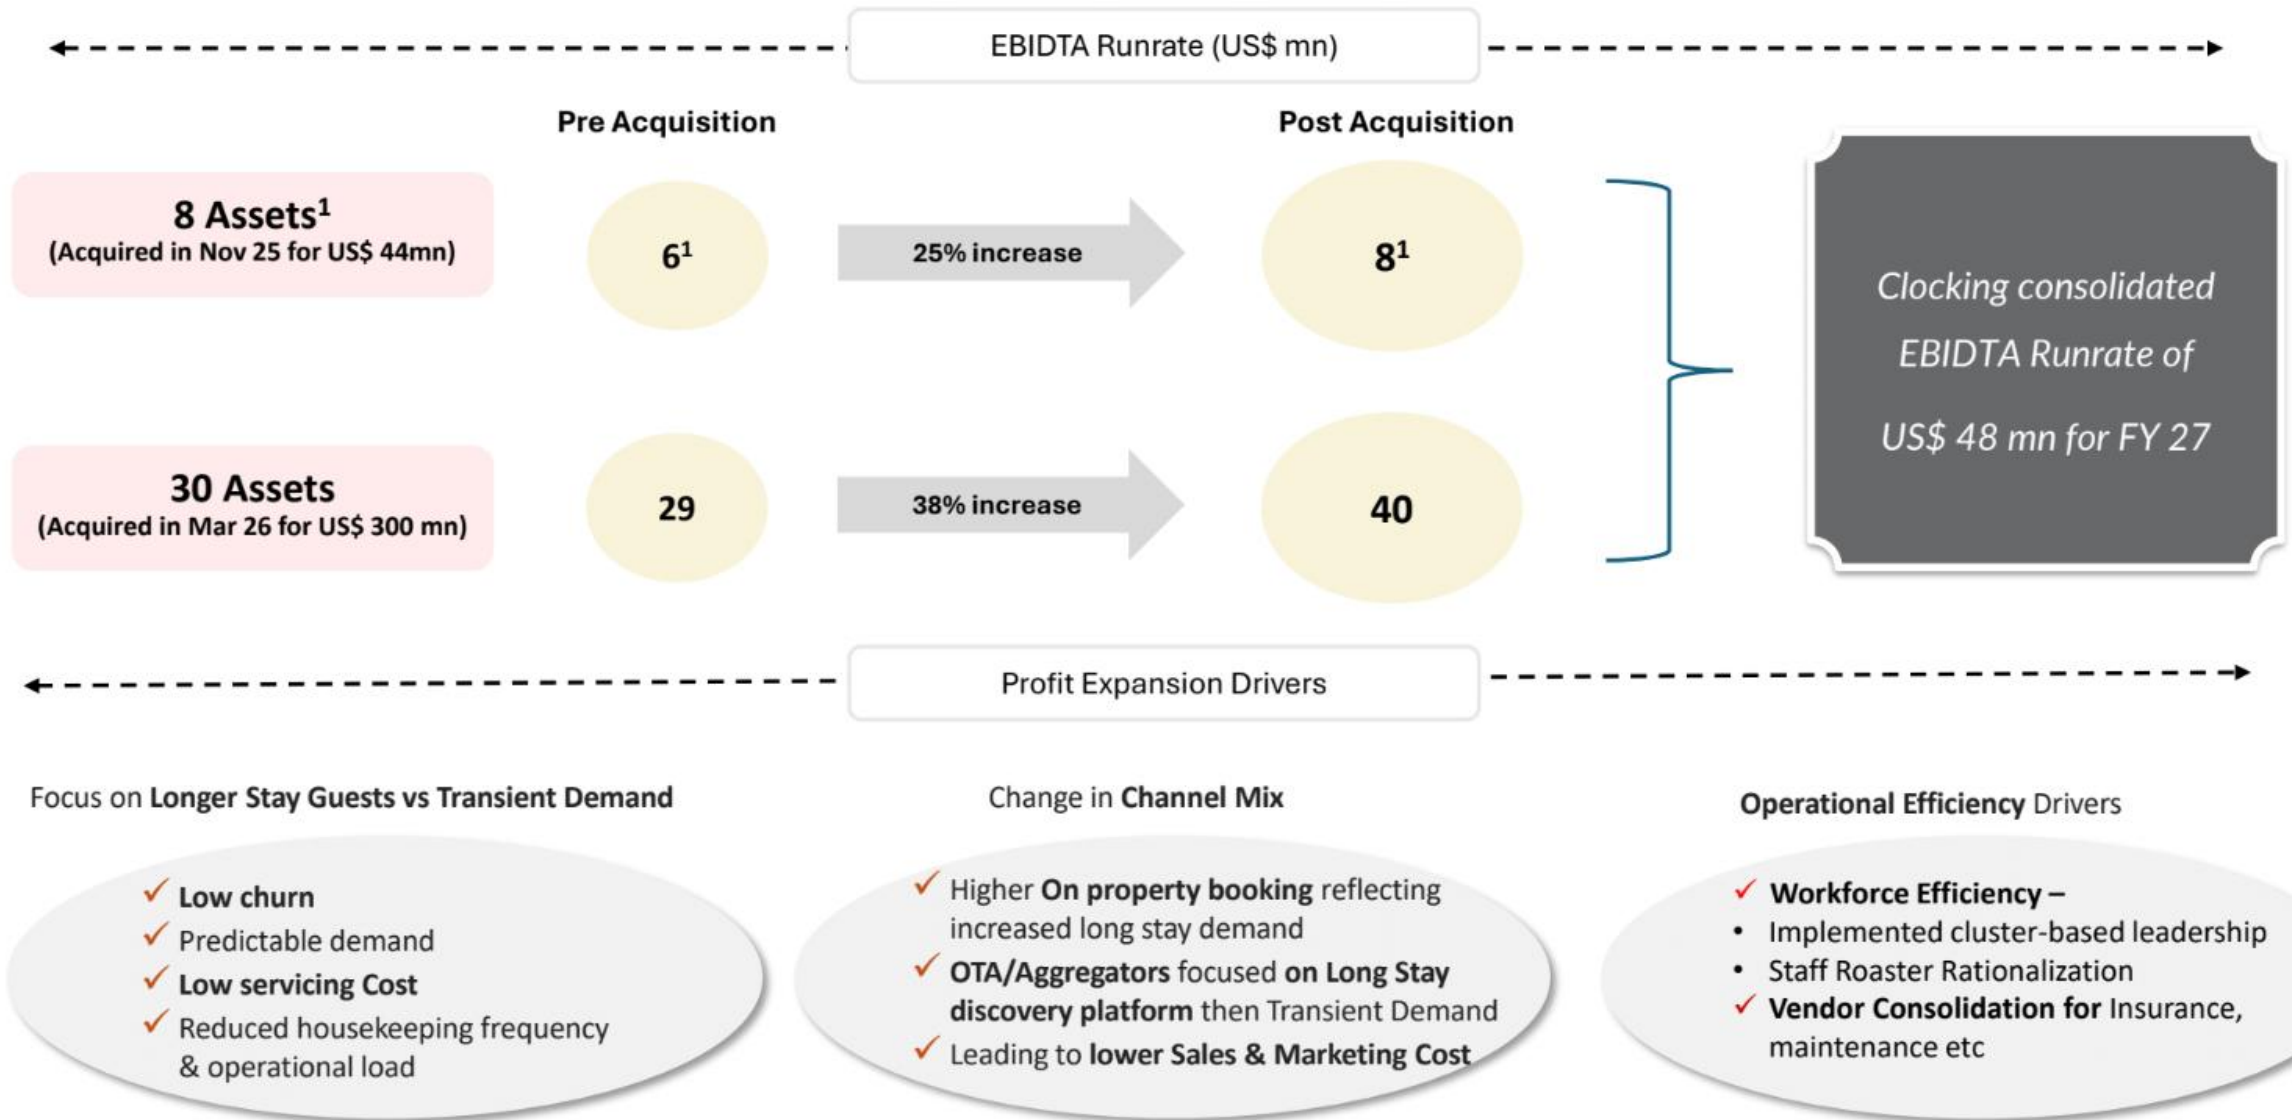 EBIDTA Runrate (US$ mn)
Pre Acquisition
Post Acquisition
8 Assets¹
(Acquired in Nov 25 for US$ 44mn)
6¹
25% increase
8¹
30 Assets
(Acquired in Mar 26 for US$ 300 mn)
29
38% increase
40
Clocking consolidated
EBIDTA Runrate of
US$ 48 mn for FY 27
Profit Expansion Drivers
Focus on Longer Stay Guests vs Transient Demand
✓ Low churn
✓ Predictable demand
✓ Low servicing Cost
✓ Reduced housekeeping frequency
& operational load
Change in Channel Mix
✓ Higher On property booking reflecting
increased long stay demand
✓ OTA/Aggregators focused on Long Stay
discovery platform then Transient Demand
✓ Leading to lower Sales & Marketing Cost
Operational Efficiency Drivers
✓ Workforce Efficiency –
• Implemented cluster-based leadership
• Staff Roaster Rationalization
✓ Vendor Consolidation for Insurance,
maintenance etc